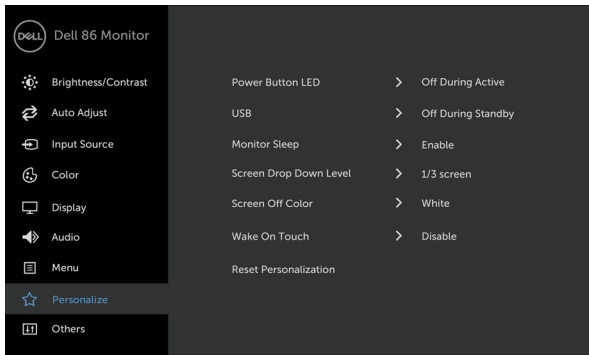 DELL Dell 86 Monitor
Brightness/Contrast
Auto Adjust
Input Source
Color
Display
Audio
Menu
Personalize
Others
Power Button LED > Off During Active
USB > Off During Standby
Monitor Sleep > Enable
Screen Drop Down Level > 1/3 screen
Screen Off Color > White
Wake On Touch > Disable
Reset Personalization